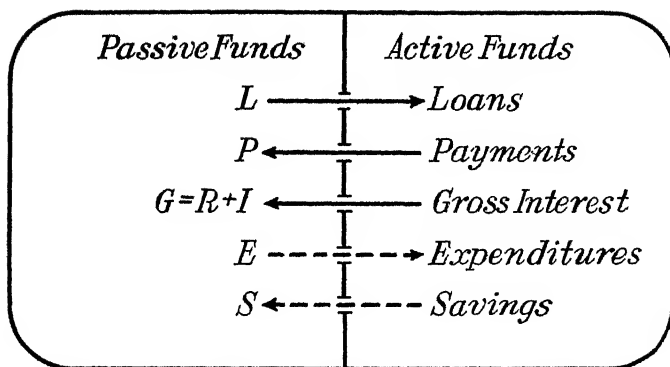 Passive Funds Active Funds
L Loans
P Payments
G=R+I Gross Interest
E Expenditures
S Savings